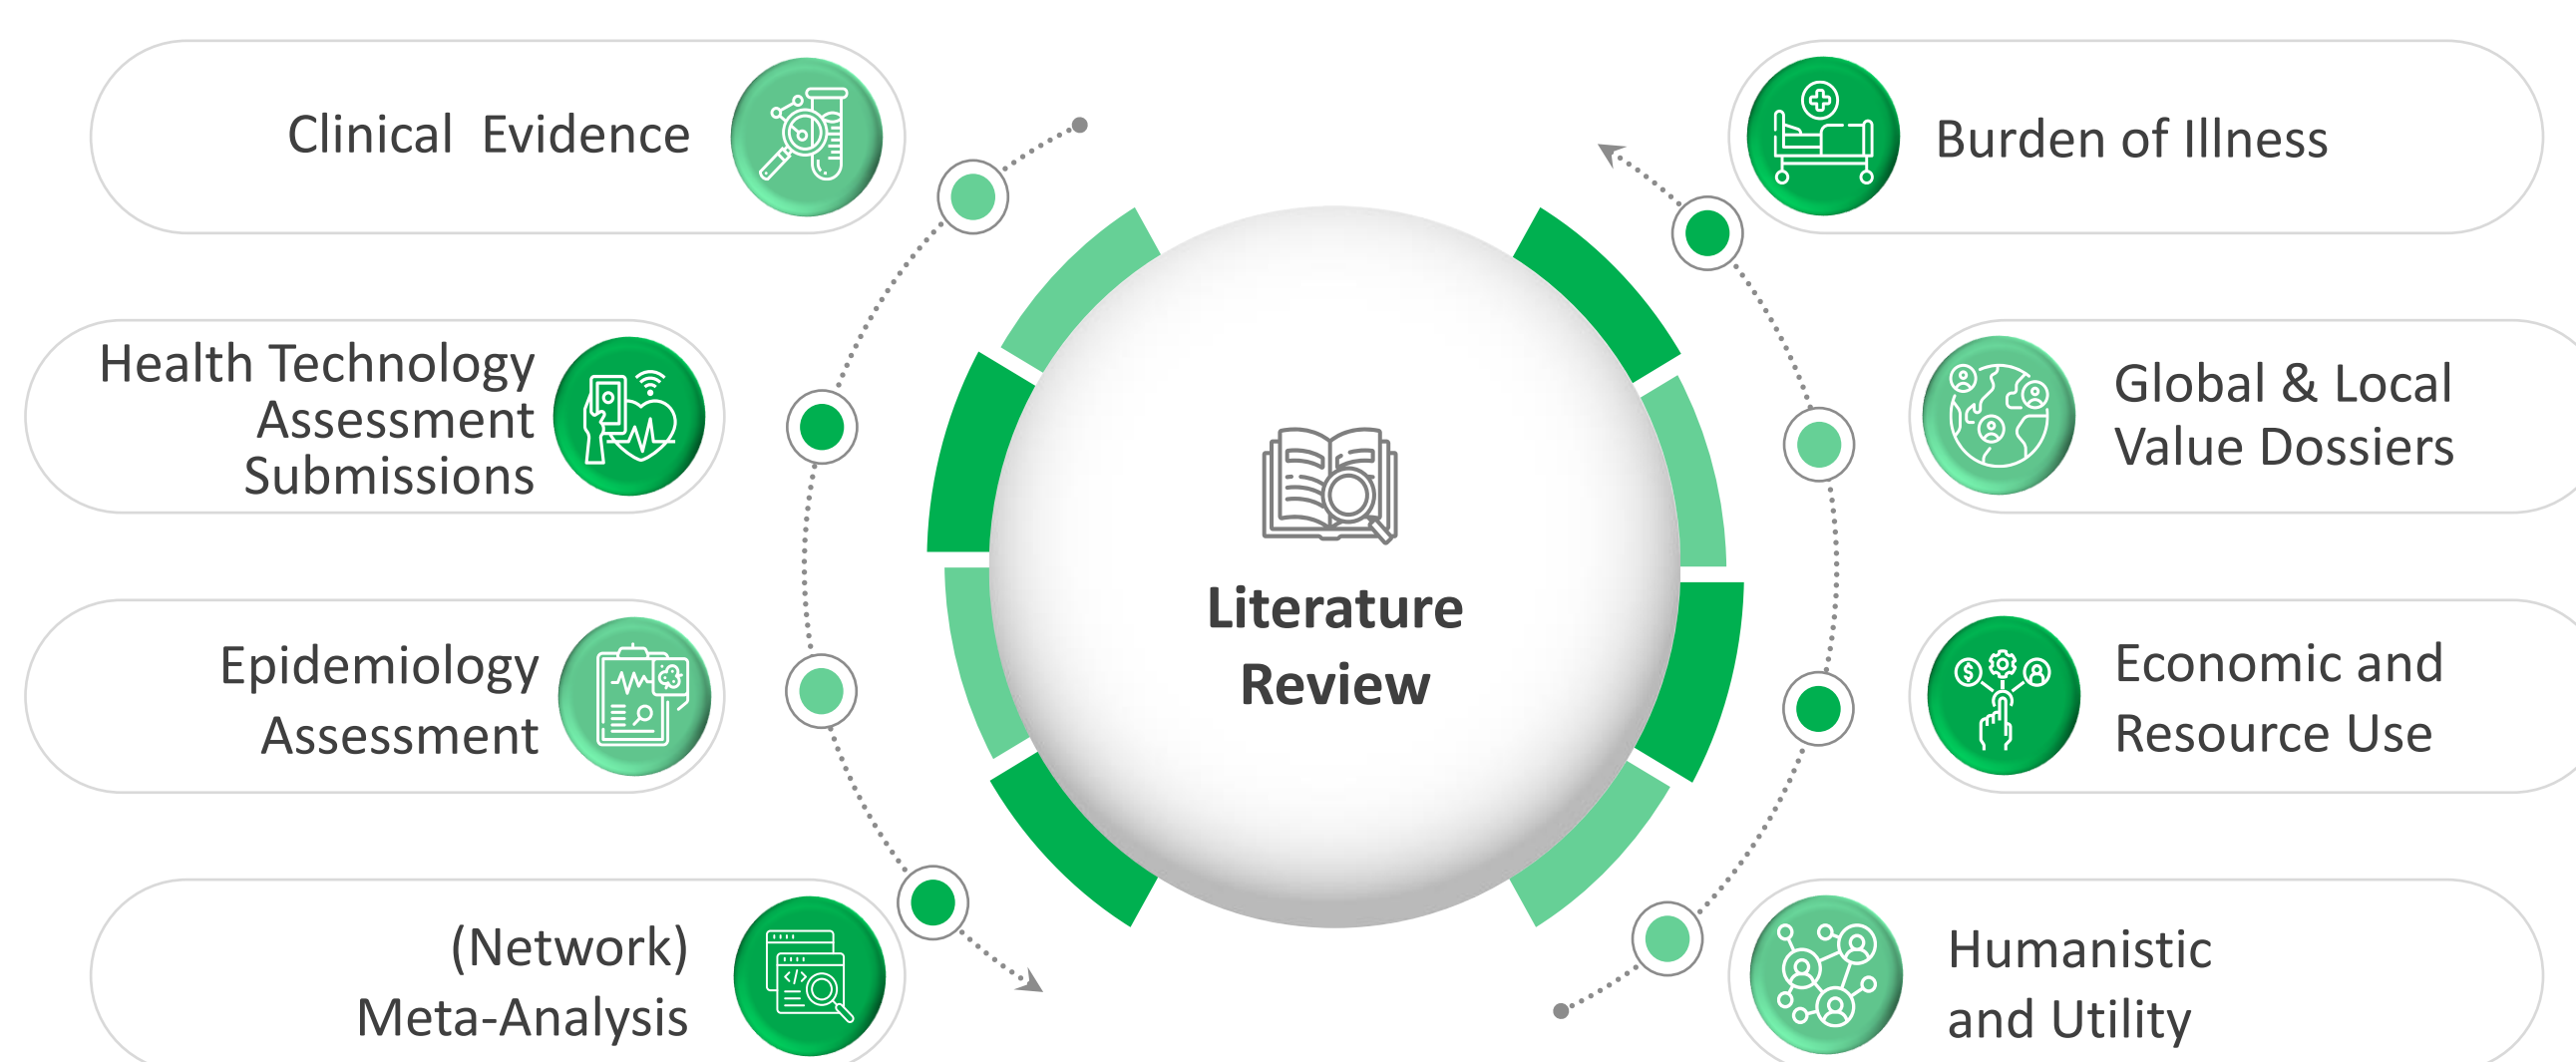 Clinical  Evidence
Health Technology
Assessment
Submissions
Epidemiology
Assessment
(Network)
Meta-Analysis
Literature
Review
Burden of Illness
Global & Local
Value Dossiers
Economic and
Resource Use
Humanistic
and Utility